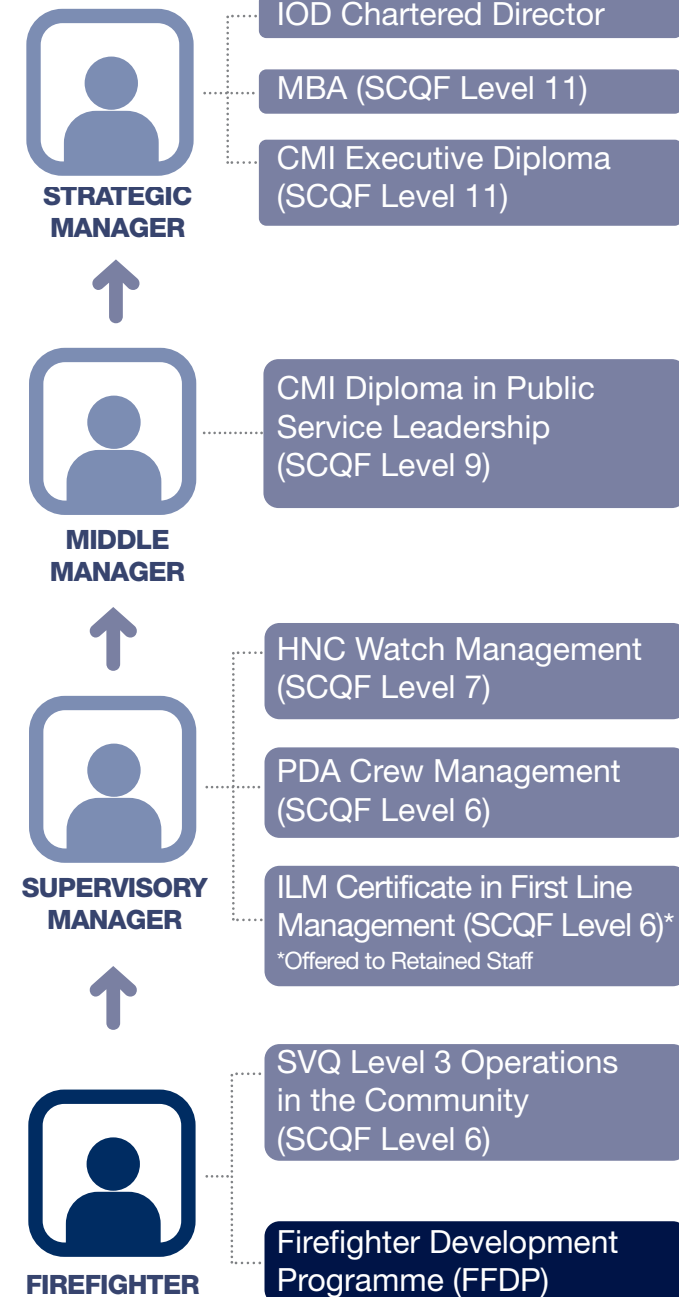 IOD Chartered Director
MBA (SCQF Level 11)
CMI Executive Diploma
(SCQF Level 11)
STRATEGIC
MANAGER
CMI Diploma in Public
Service Leadership
(SCQF Level 9)
MIDDLE
MANAGER
HNC Watch Management
(SCQF Level 7)
PDA Crew Management
(SCQF Level 6)
ILM Certificate in First Line
Management (SCQF Level 6)*
*Offered to Retained Staff
SUPERVISORY
MANAGER
SVQ Level 3 Operations
in the Community
(SCQF Level 6)
Firefighter Development
Programme (FFDP)
FIREFIGHTER